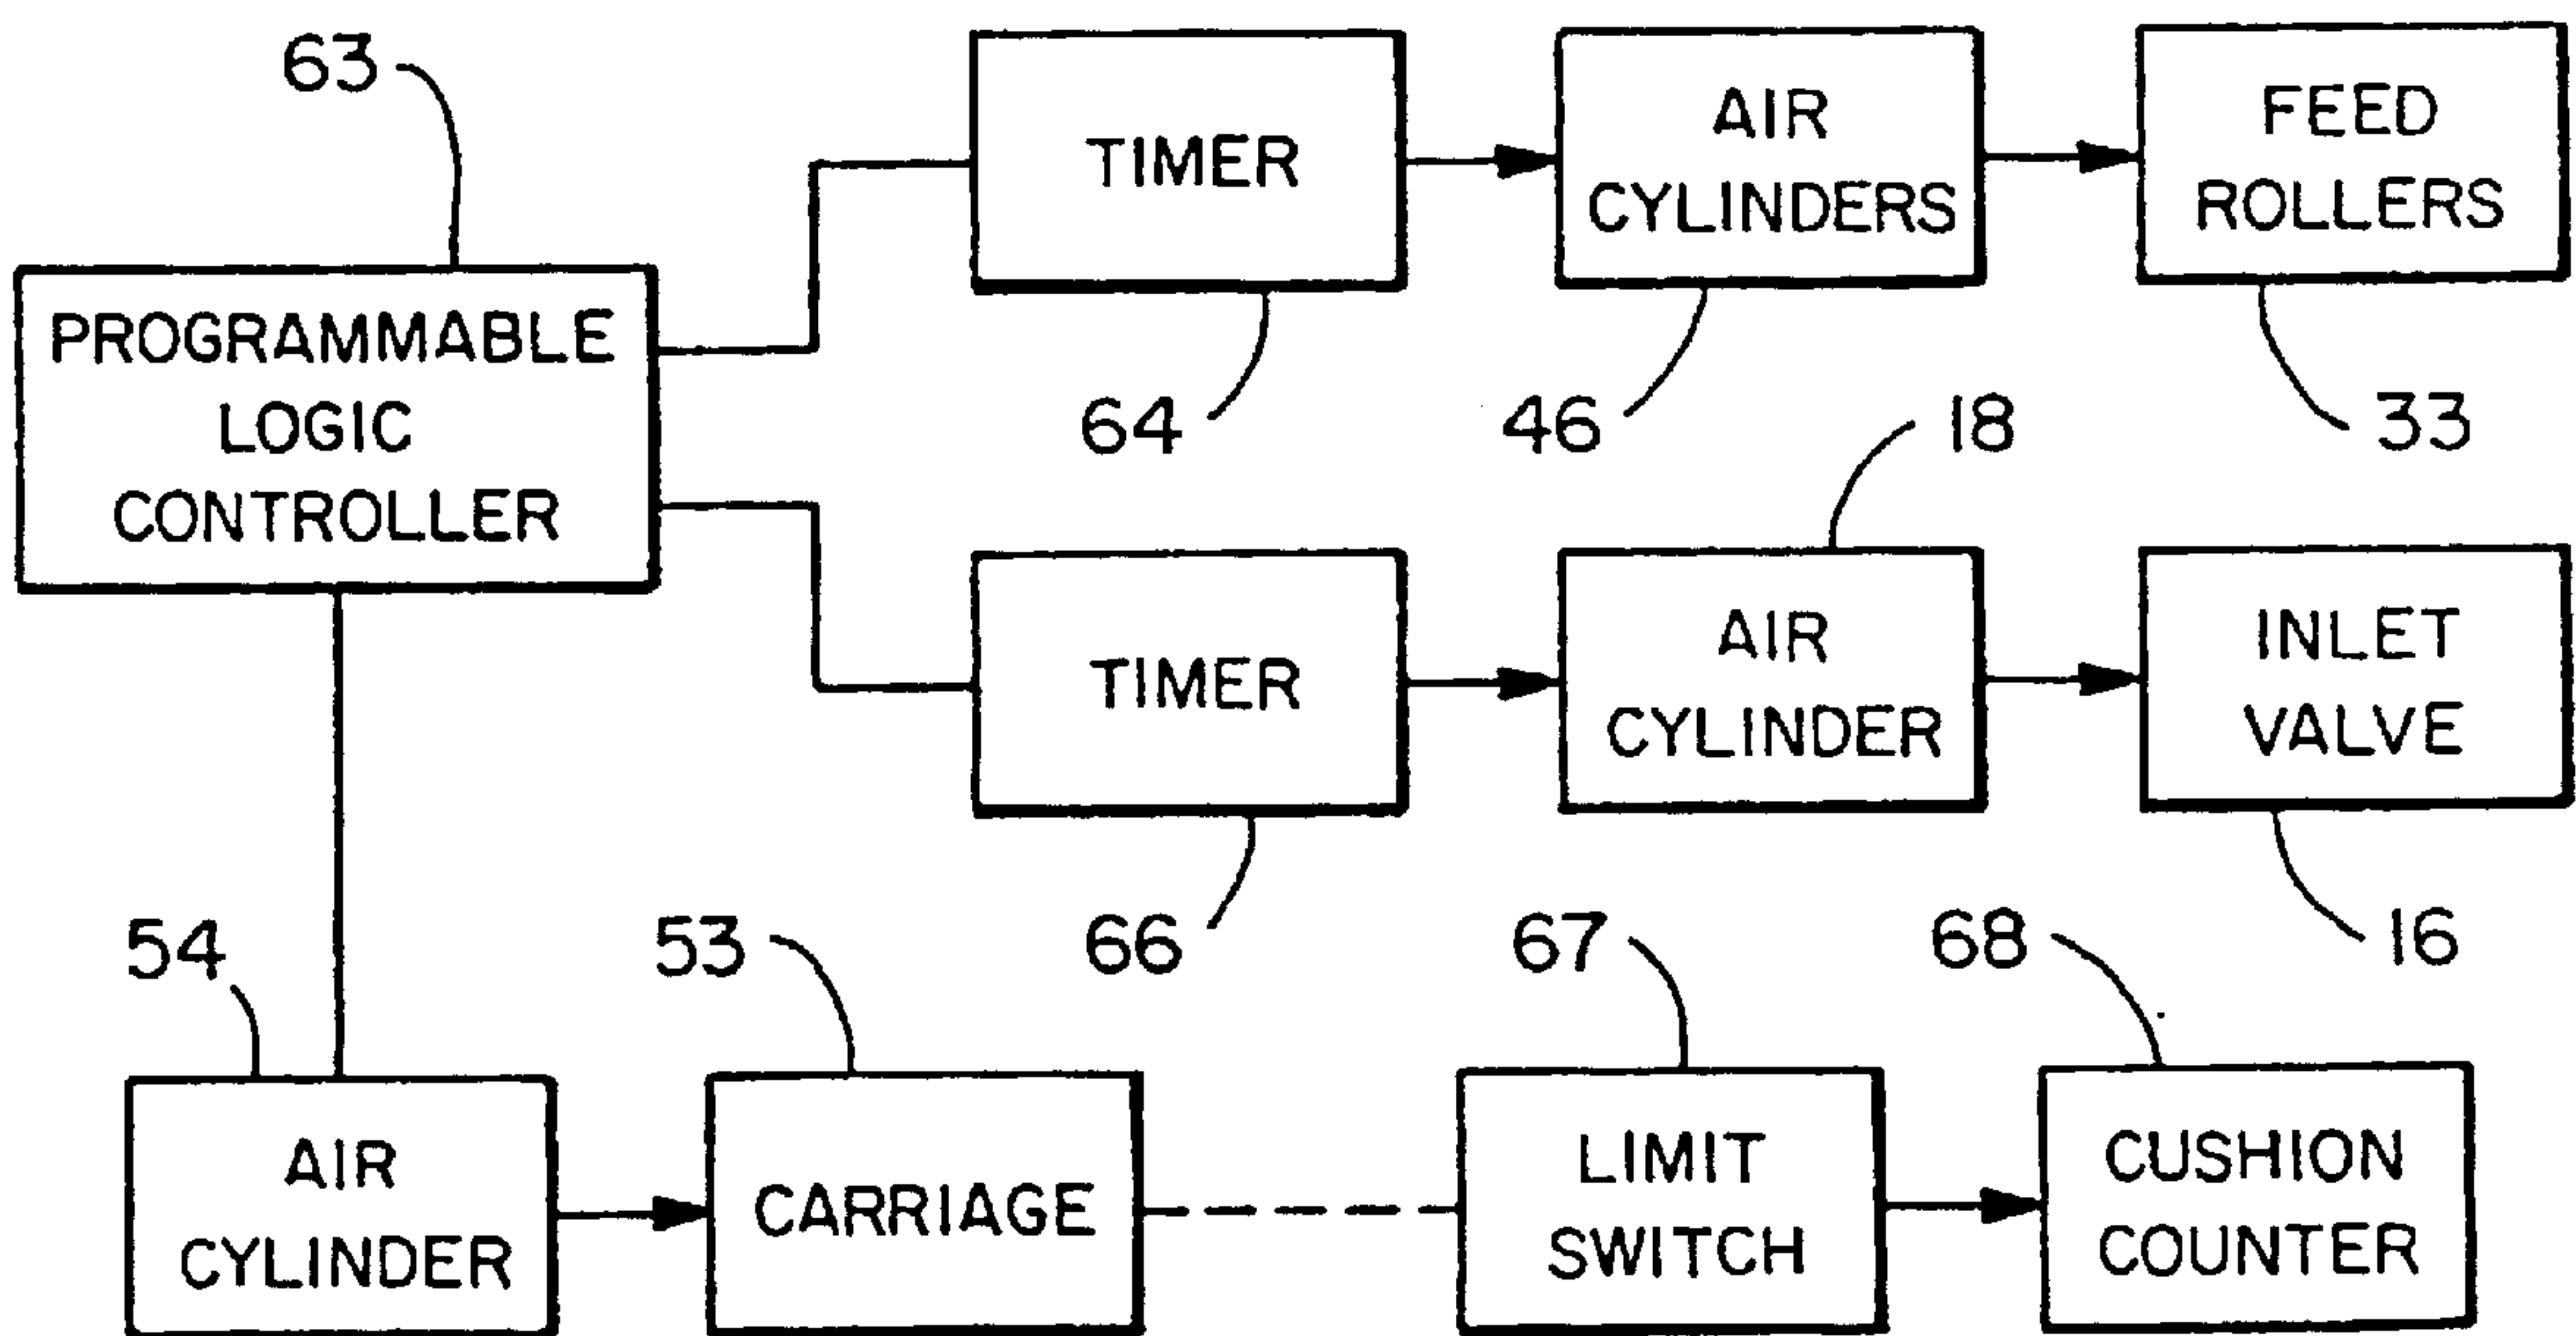 63
TIMER
AIR
CYLINDERS
FEED
ROLLERS
PROGRAMMABLE
LOGIC
CONTROLLER
64
46
33
18
TIMER
AIR
CYLINDER
INLET
VALVE
66
16
54
53
67
68
AIR
CYLINDER
CARRIAGE
LIMIT
SWITCH
CUSHION
COUNTER